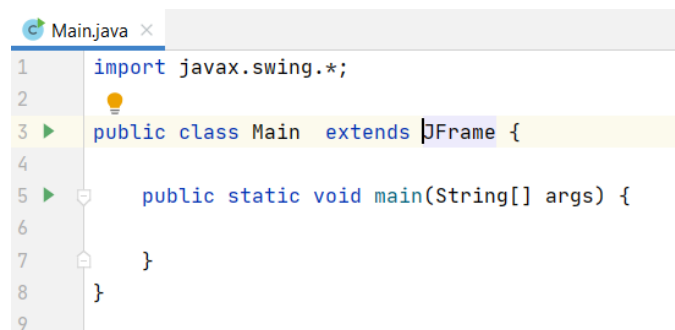 Main.java
1 import javax.swing.*;
2
3 public class Main  extends JFrame {
4
5     public static void main(String[] args) {
6
7     }
8 }
9